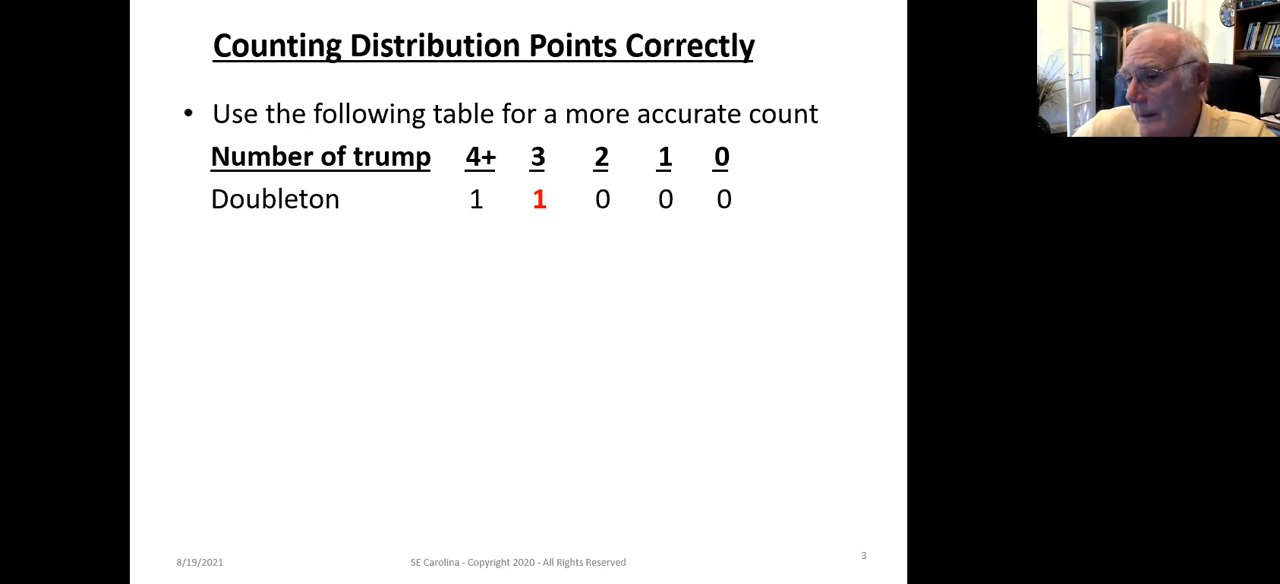 Counting Distribution Points Correctly
• Use the following table for a more accurate count
Number of trump 4+ 3 2 1 0
Doubleton 1 1 0 0 0
8/19/2021 SE Carolina - Copyright 2020 - All Rights Reserved 3